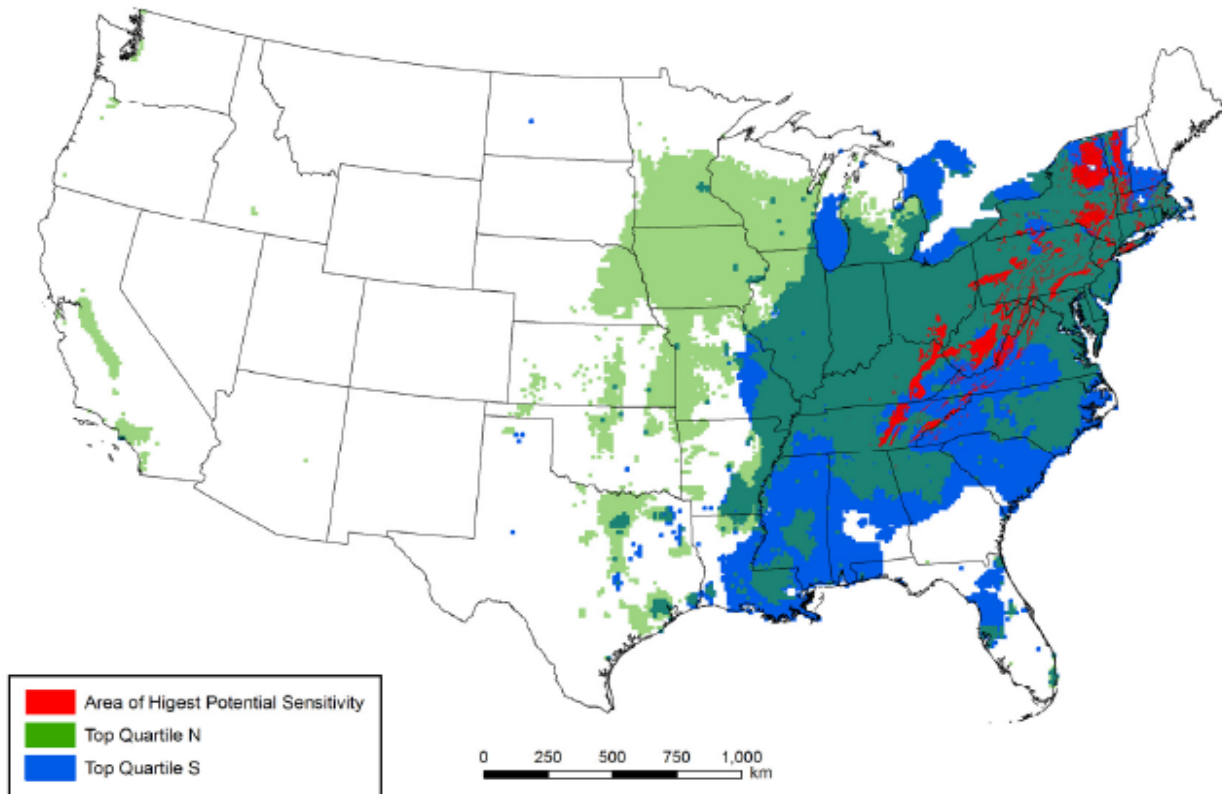 Area of Higest Potential Sensitivity
Top Quartile N
Top Quartile S
0 250 500 750 1,000
km